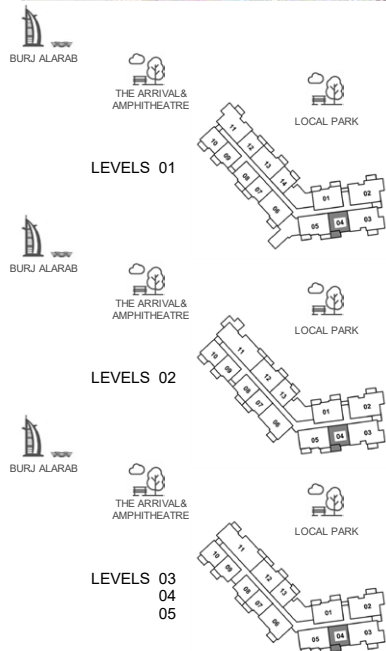 BURJ ALARAB
THE ARRIVAL&
AMPHITHEATRE
LOCAL PARK
LEVELS 01
11
12
13
14
10
09
08
07
06
01
02
05
04
03
BURJ ALARAB
THE ARRIVAL&
AMPHITHEATRE
LOCAL PARK
LEVELS 02
11
12
13
10
09
08
07
06
01
02
05
04
03
BURJ ALARAB
THE ARRIVAL&
AMPHITHEATRE
LOCAL PARK
LEVELS 03
04
05
11
12
13
10
09
08
07
06
01
02
05
04
03